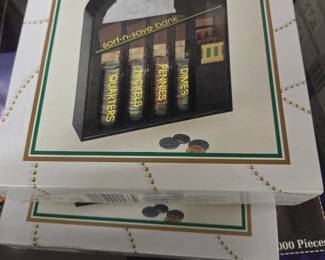 sort-n-save bank
QUARTERS
NICKELS
PENNIES
DIMES
000 Pieces